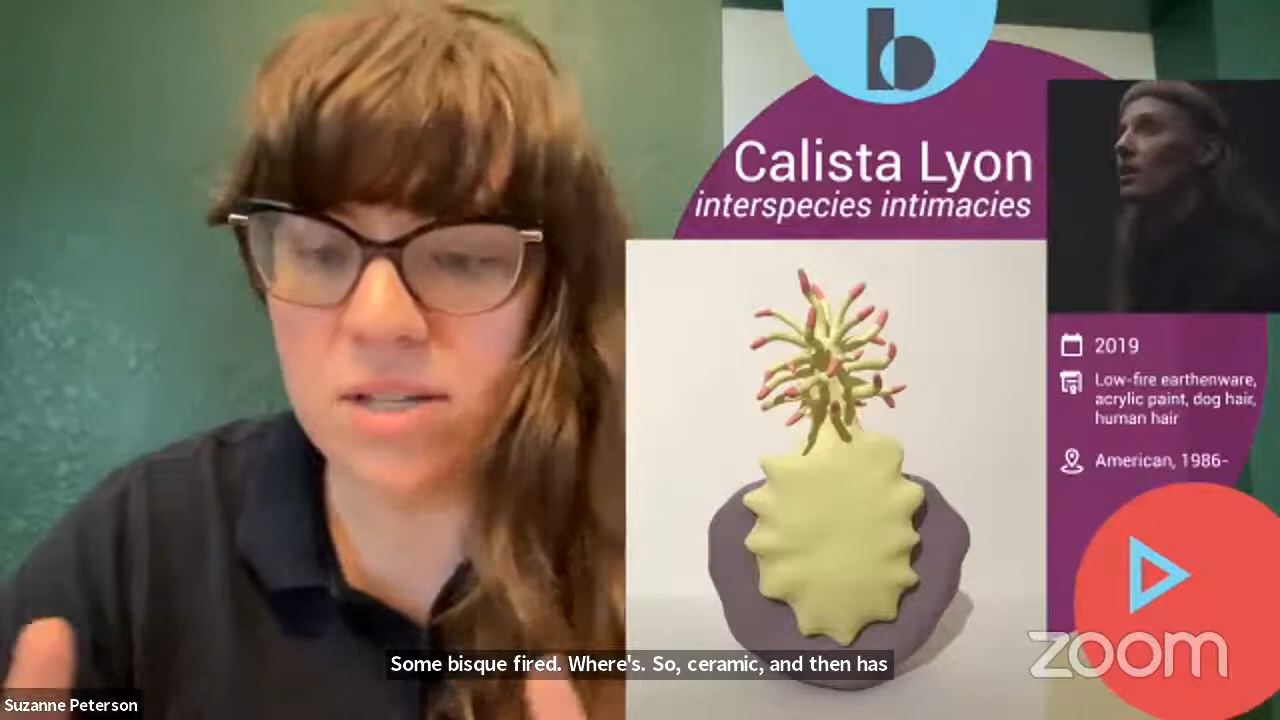 b
Calista Lyon
interspecies intimacies
2019
Low-fire earthenware,
acrylic paint, dog hair,
human hair
American, 1986-
zoom
Some bisque fired. Where's. So, ceramic, and then has
Suzanne Peterson